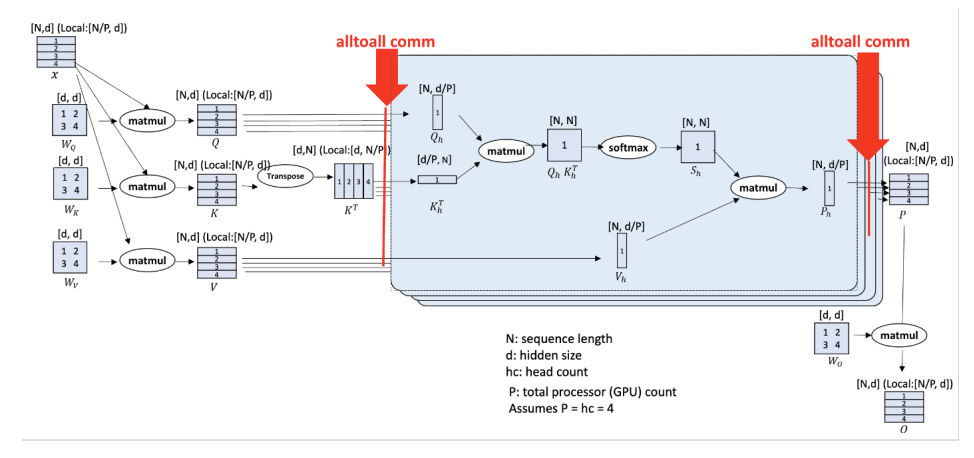 [N,d] (Local:[N/P, d])
1
2
3
4
x
[d, d]
1 2
3 4
W_Q
matmul
[N,d] (Local:[N/P, d])
1
2
3
4
Q
[d, d]
1 2
3 4
W_K
matmul
[N,d] (Local:[N/P, d])
1
2
3
4
K
Transpose
[d,N] (Local:[d, N/P])
1 2 3 4
K^T
[d, d]
1 2
3 4
W_V
matmul
[N,d] (Local:[N/P, d])
1
2
3
4
V
alltoall comm
[N, d/P]
1
Q_h
[d/P, N]
1
K_h^T
matmul
[N, N]
1
Q_h K_h^T
softmax
[N, N]
1
S_h
[N, d/P]
1
V_h
matmul
[N, d/P]
1
P_h
alltoall comm
[N,d]
(Local:[N/P, d])
1
2
3
4
P
[d, d]
1 2
3 4
W_O
matmul
[N,d] (Local:[N/P, d])
1
2
3
4
O
N: sequence length
d: hidden size
hc: head count
P: total processor (GPU) count
Assumes P = hc = 4